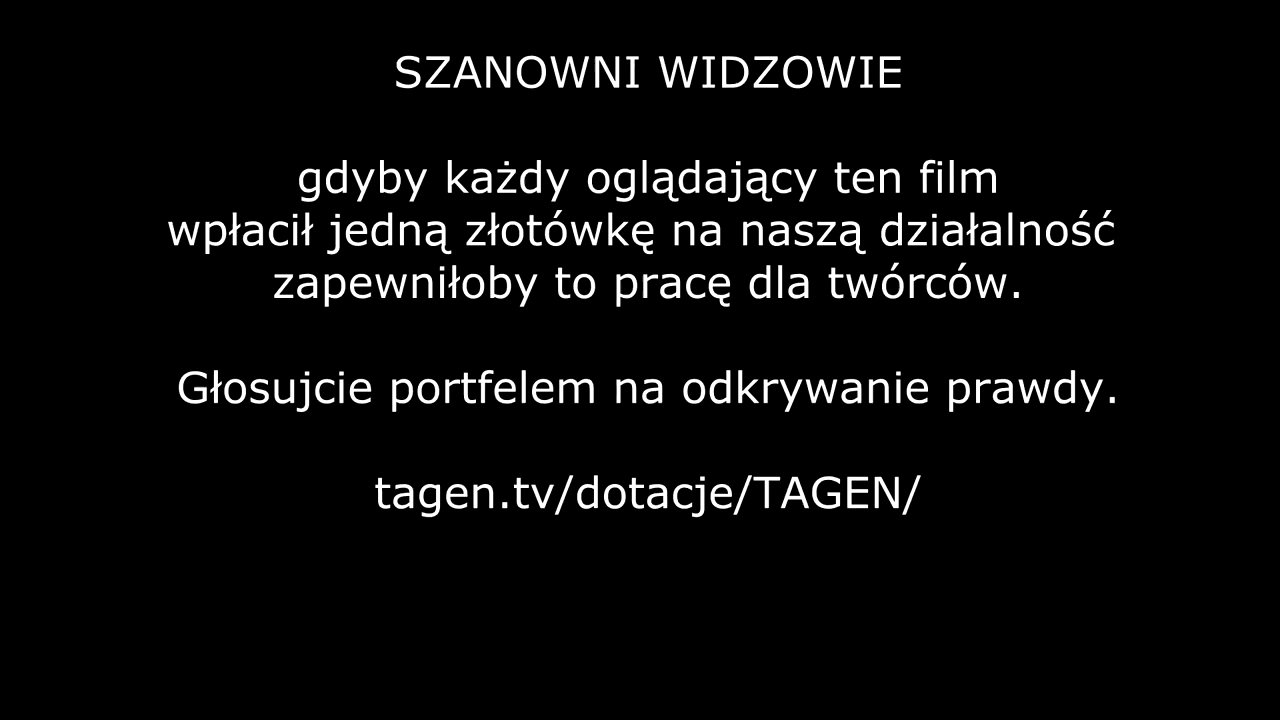 SZANOWNI WIDZOWIE
gdyby każdy oglądający ten film
wpłacił jedną złotówkę na naszą działalność
zapewniłoby to pracę dla twórców.
Głosujcie portfelem na odkrywanie prawdy.
tagen.tv/dotacje/TAGEN/